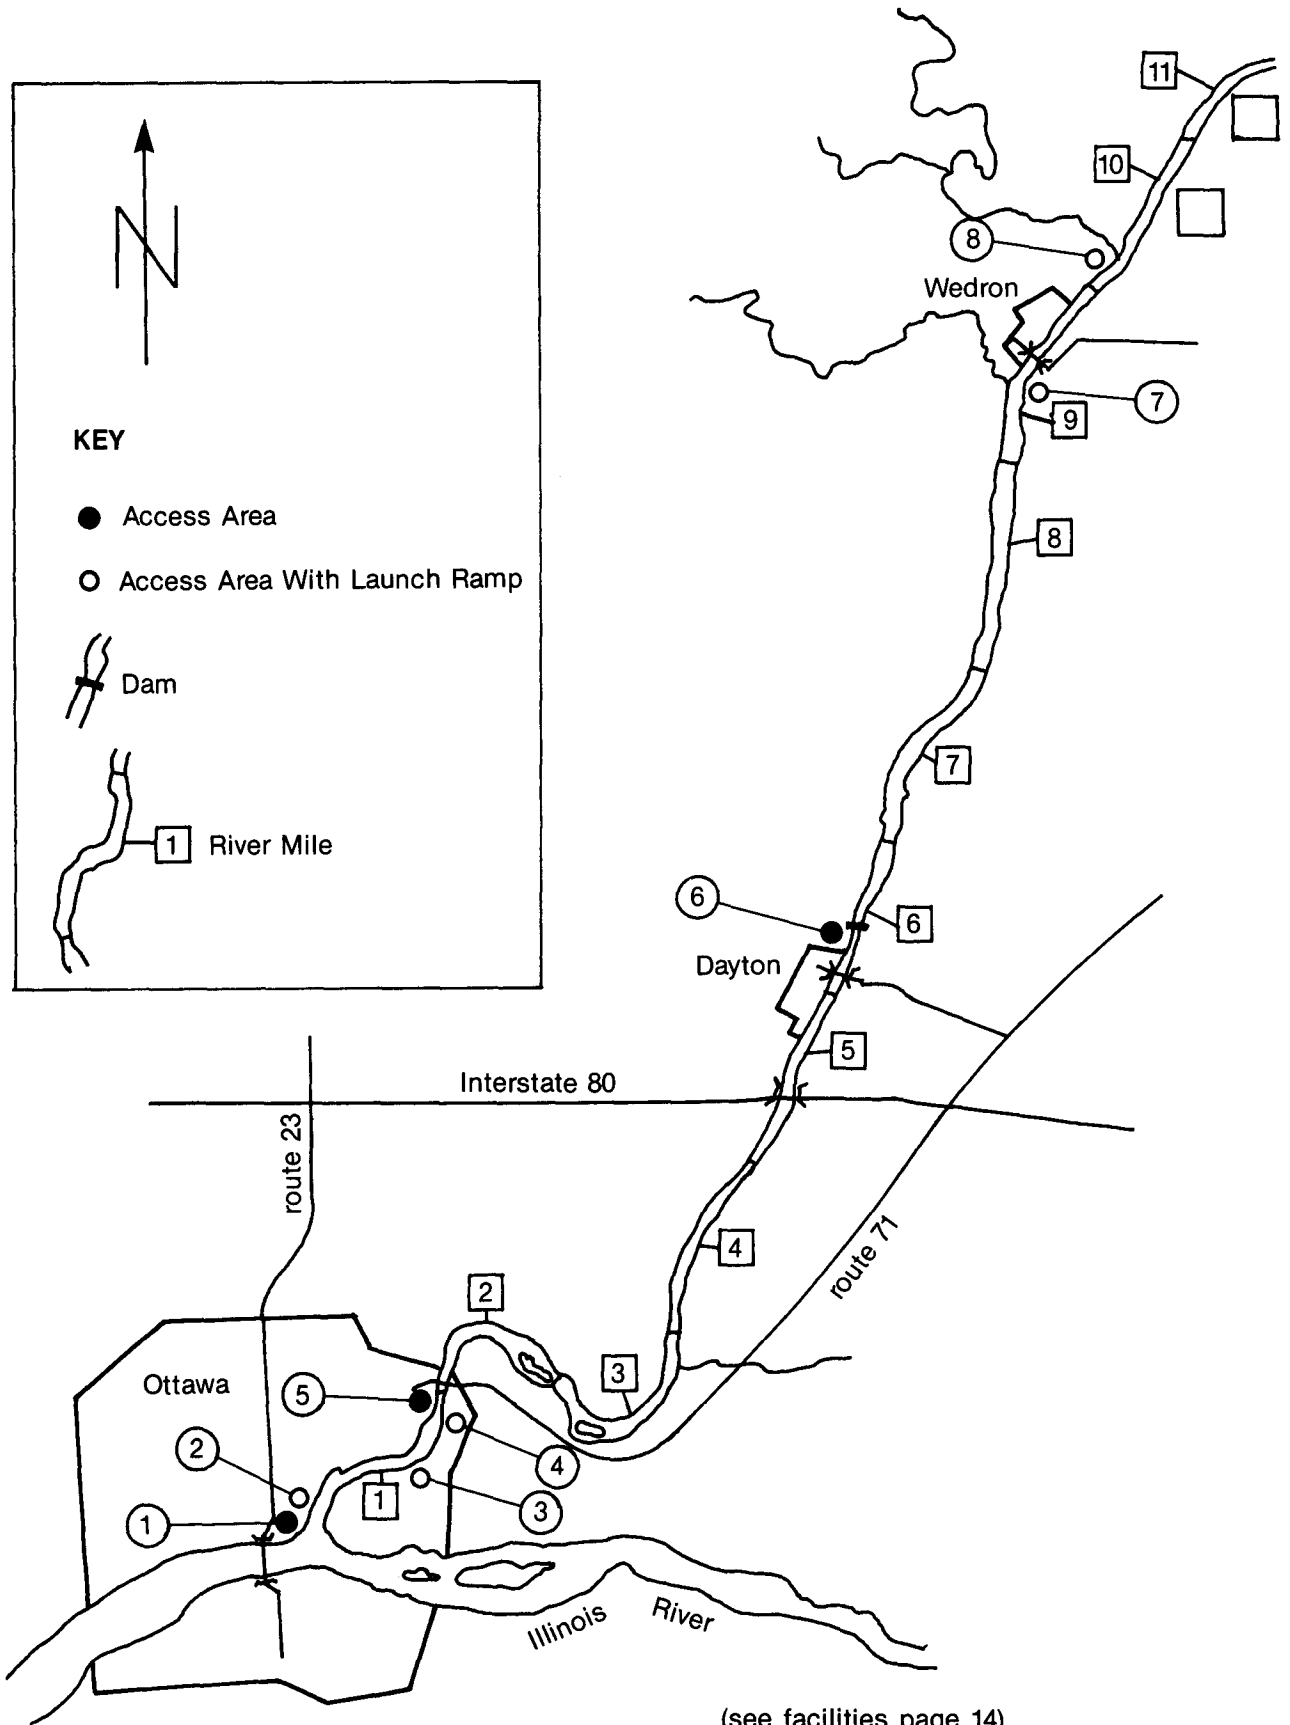 N
KEY
Access Area
Access Area With Launch Ramp
Dam
1 River Mile
11
10
8
Wedron
7
9
8
7
6
6
Dayton
5
Interstate 80
route 23
4
route 71
2
3
Ottawa
5
2
4
1
3
1
Illinois River
(see facilities page 14)